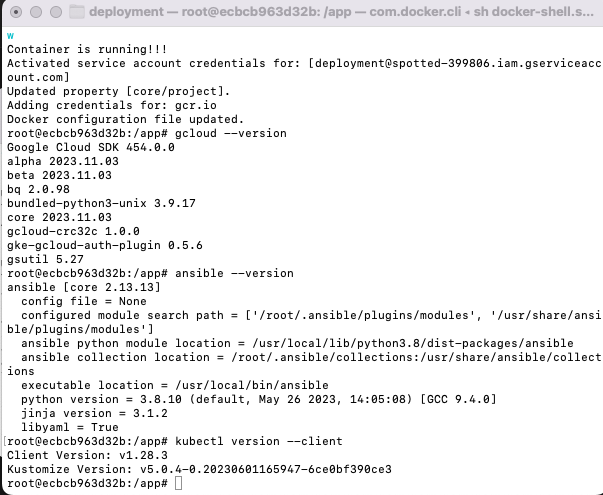 deployment — root@ecbcb963d32b: /app — com.docker.cli ◂ sh docker-shell.s...
w
Container is running!!!
Activated service account credentials for: [deployment@spotted-399806.iam.gserviceacc
ount.com]
Updated property [core/project].
Adding credentials for: gcr.io
Docker configuration file updated.
root@ecbcb963d32b:/app# gcloud --version
Google Cloud SDK 454.0.0
alpha 2023.11.03
beta 2023.11.03
bq 2.0.98
bundled-python3-unix 3.9.17
core 2023.11.03
gcloud-crc32c 1.0.0
gke-gcloud-auth-plugin 0.5.6
gsutil 5.27
root@ecbcb963d32b:/app# ansible --version
ansible [core 2.13.13]
  config file = None
  configured module search path = ['/root/.ansible/plugins/modules', '/usr/share/ansi
ble/plugins/modules']
  ansible python module location = /usr/local/lib/python3.8/dist-packages/ansible
  ansible collection location = /root/.ansible/collections:/usr/share/ansible/collect
ions
  executable location = /usr/local/bin/ansible
  python version = 3.8.10 (default, May 26 2023, 14:05:08) [GCC 9.4.0]
  jinja version = 3.1.2
  libyaml = True
[root@ecbcb963d32b:/app# kubectl version --client
Client Version: v1.28.3
Kustomize Version: v5.0.4-0.20230601165947-6ce0bf390ce3
root@ecbcb963d32b:/app#